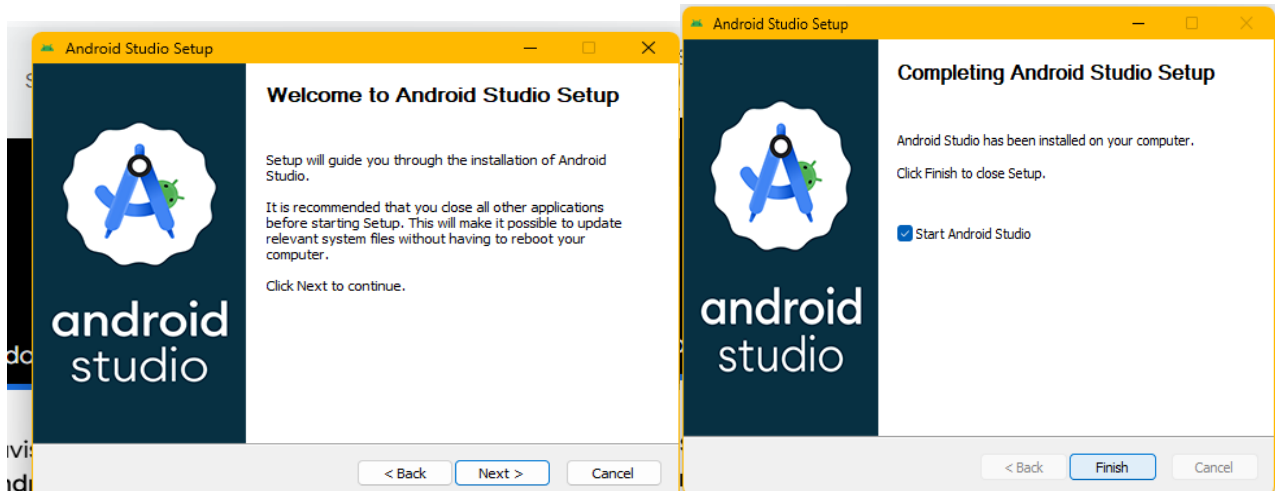 Android Studio Setup
Welcome to Android Studio Setup
Setup will guide you through the installation of Android
Studio.
It is recommended that you close all other applications
before starting Setup. This will make it possible to update
relevant system files without having to reboot your
computer.
Click Next to continue.
android
studio
< Back
Next >
Cancel
Android Studio Setup
Completing Android Studio Setup
Android Studio has been installed on your computer.
Click Finish to close Setup.
Start Android Studio
android
studio
< Back
Finish
Cancel